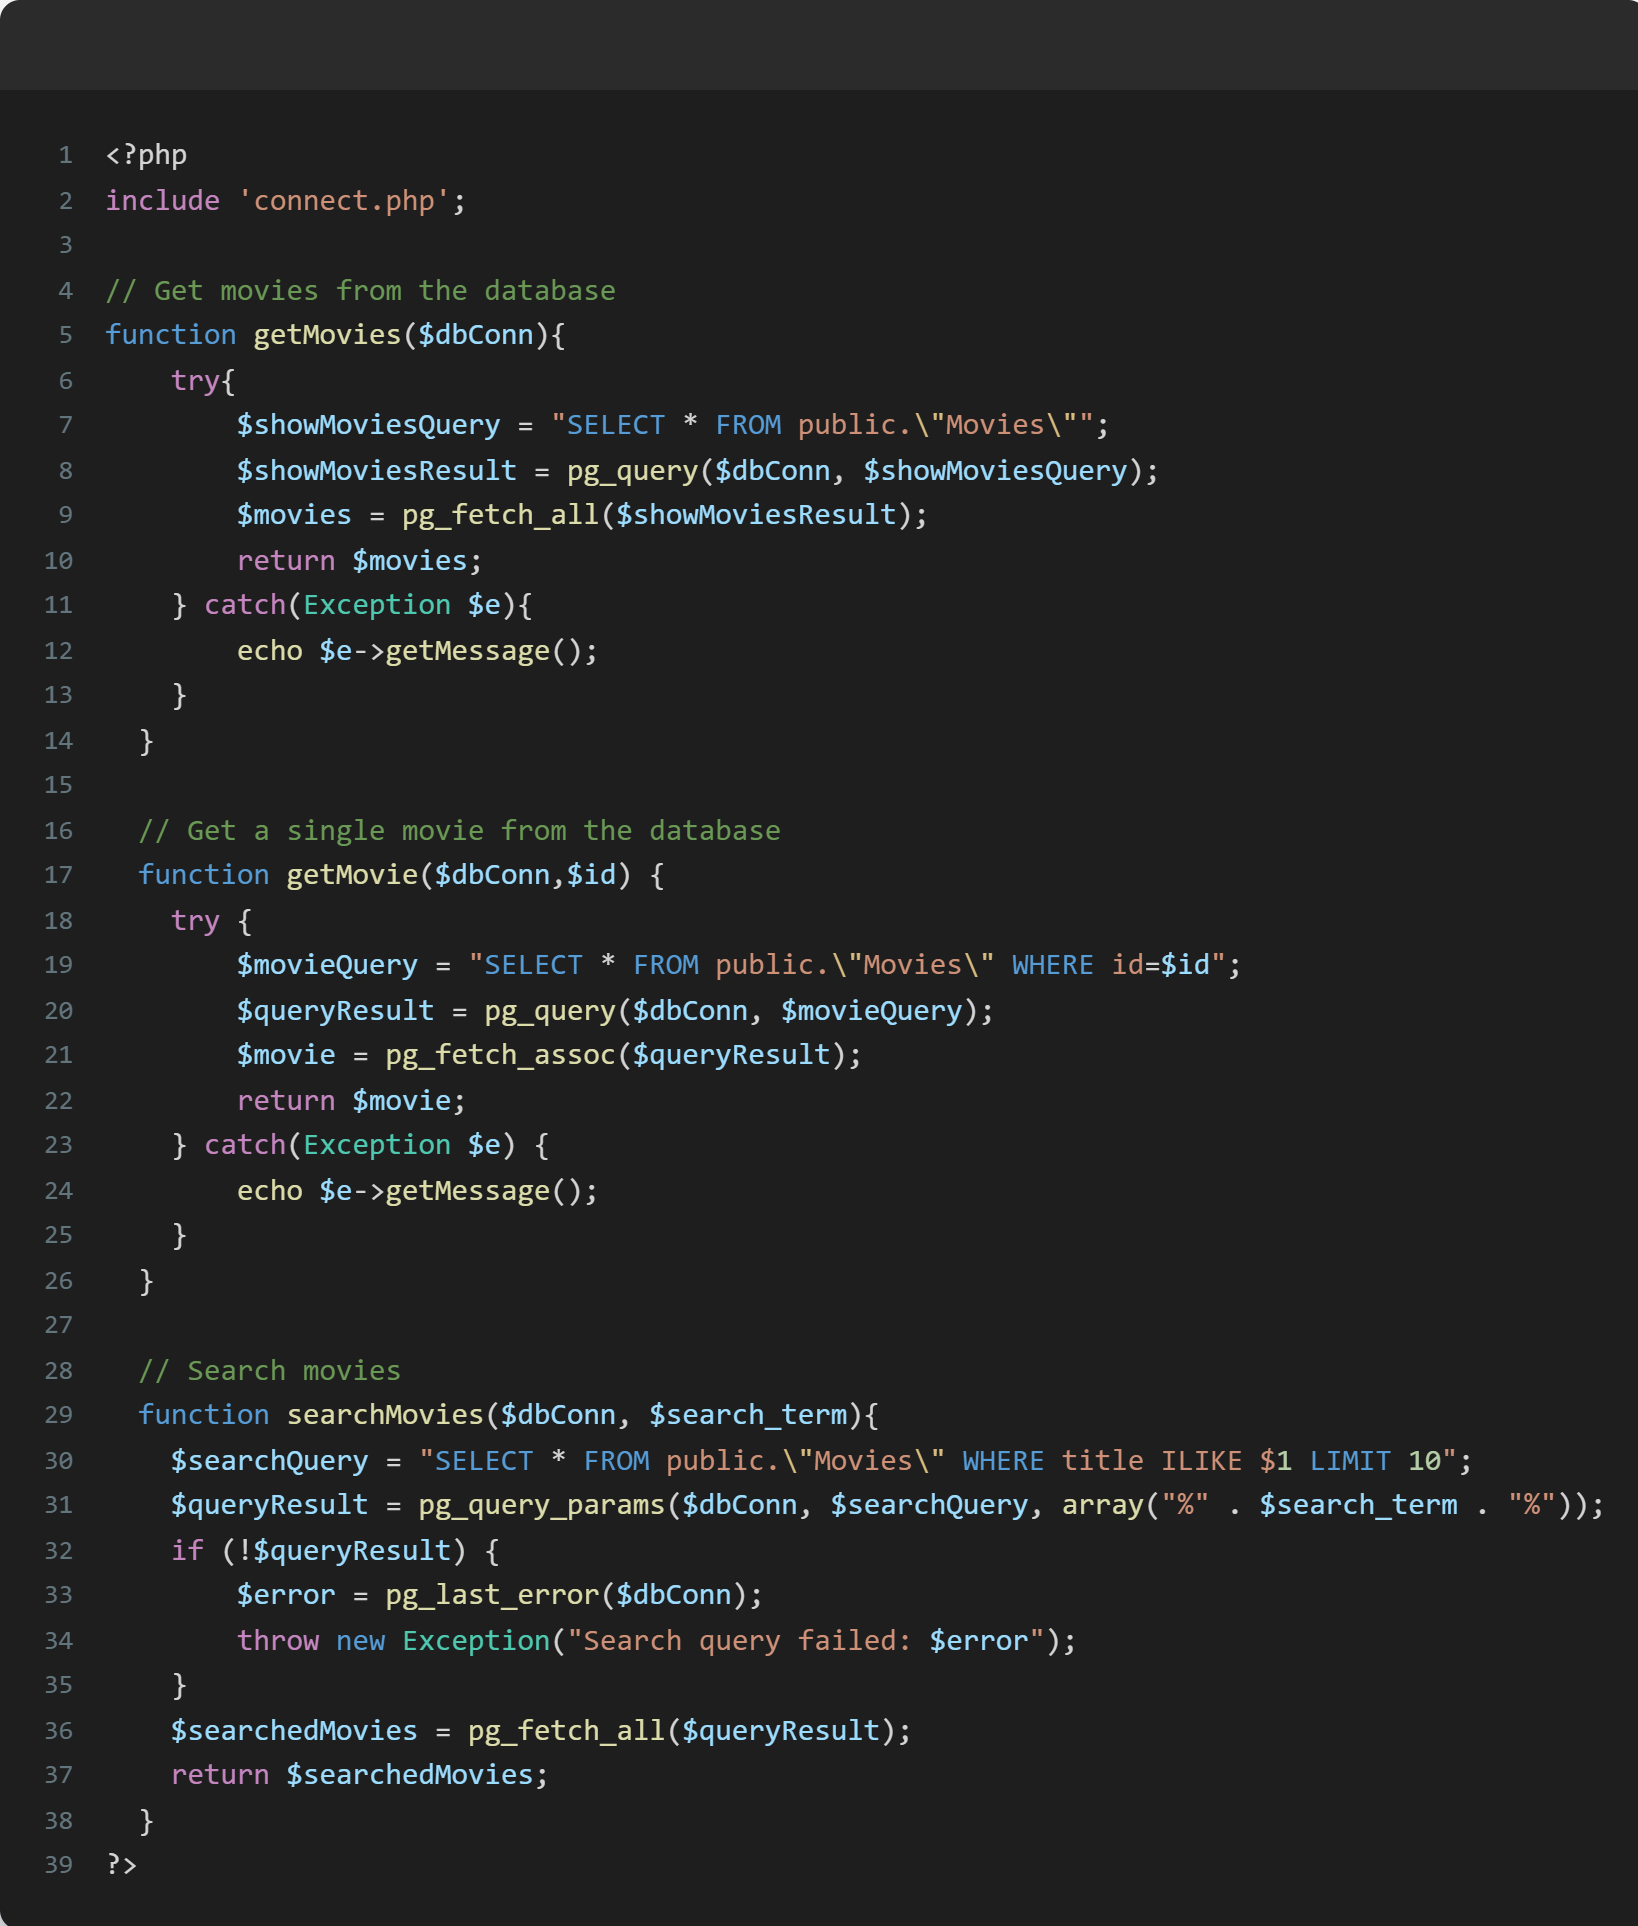 1 <?php
2 include 'connect.php';
3
4 // Get movies from the database
5 function getMovies($dbConn){
6     try{
7         $showMoviesQuery = "SELECT * FROM public.\"Movies\"";
8         $showMoviesResult = pg_query($dbConn, $showMoviesQuery);
9         $movies = pg_fetch_all($showMoviesResult);
10         return $movies;
11     } catch(Exception $e){
12         echo $e->getMessage();
13     }
14   }
15
16   // Get a single movie from the database
17   function getMovie($dbConn,$id) {
18     try {
19         $movieQuery = "SELECT * FROM public.\"Movies\" WHERE id=$id";
20         $queryResult = pg_query($dbConn, $movieQuery);
21         $movie = pg_fetch_assoc($queryResult);
22         return $movie;
23     } catch(Exception $e) {
24         echo $e->getMessage();
25     }
26   }
27
28   // Search movies
29   function searchMovies($dbConn, $search_term){
30     $searchQuery = "SELECT * FROM public.\"Movies\" WHERE title ILIKE $1 LIMIT 10";
31     $queryResult = pg_query_params($dbConn, $searchQuery, array("%" . $search_term . "%"));
32     if (!$queryResult) {
33         $error = pg_last_error($dbConn);
34         throw new Exception("Search query failed: $error");
35     }
36     $searchedMovies = pg_fetch_all($queryResult);
37     return $searchedMovies;
38   }
39 ?>